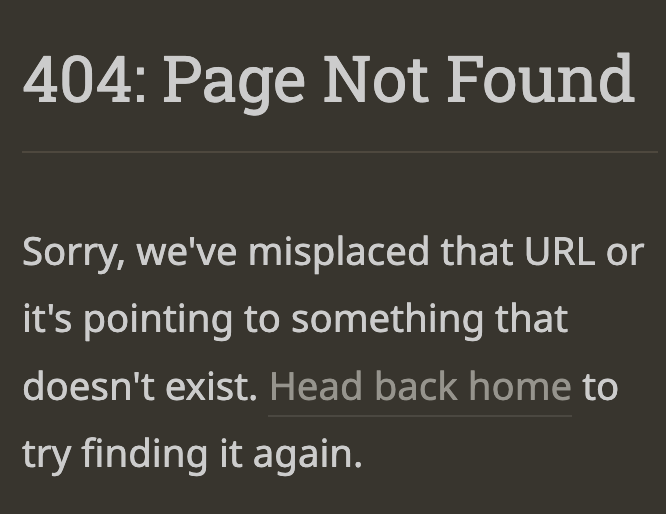 404: Page Not Found
Sorry, we've misplaced that URL or
it's pointing to something that
doesn't exist. Head back home to
try finding it again.